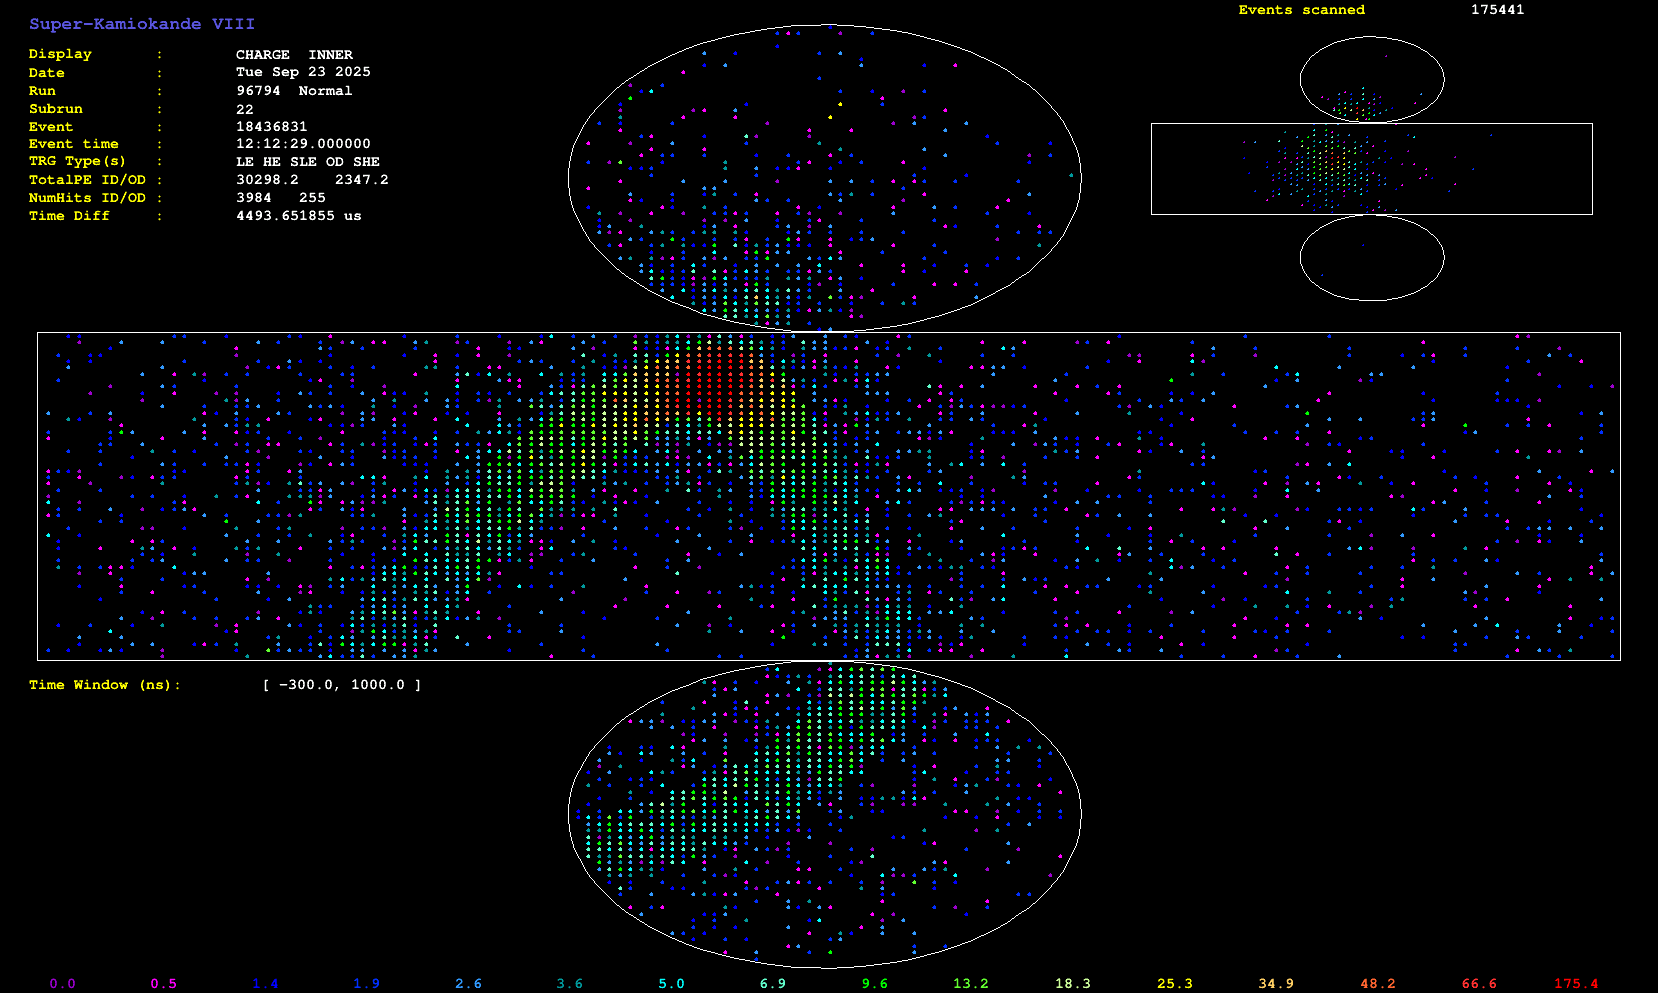 Super-Kamiokande VIII
Display : CHARGE INNER
Date : Tue Sep 23 2025
Run : 96794 Normal
Subrun : 22
Event : 18436831
Event time : 12:12:29.000000
TRG Type(s) : LE HE SLE OD SHE
TotalPE ID/OD : 30298.2 2347.2
NumHits ID/OD : 3984 255
Time Diff : 4493.651855 us
Events scanned 175441
Time Window (ns): [ -300.0, 1000.0 ]
0.0 0.5 1.4 1.9 2.6 3.6 5.0 6.9 9.6 13.2 18.3 25.3 34.9 48.2 66.6 175.4